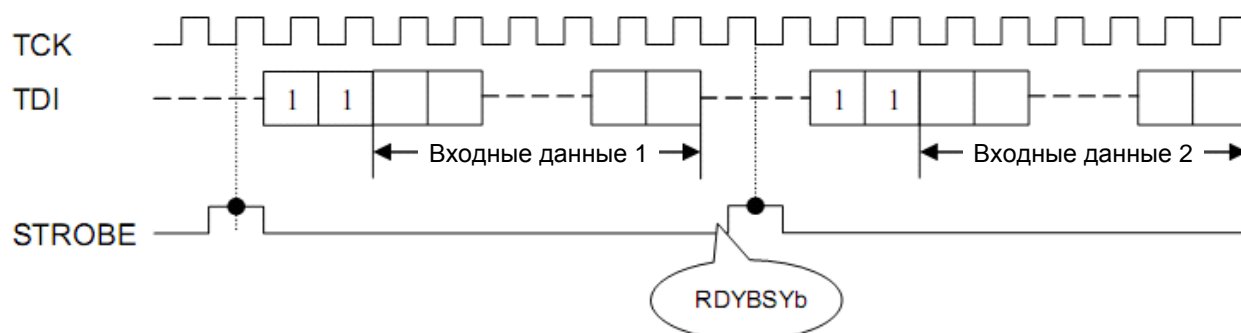 TCK
TDI
1 1
1 1
Входные данные 1
Входные данные 2
STROBE
RDYBSYb